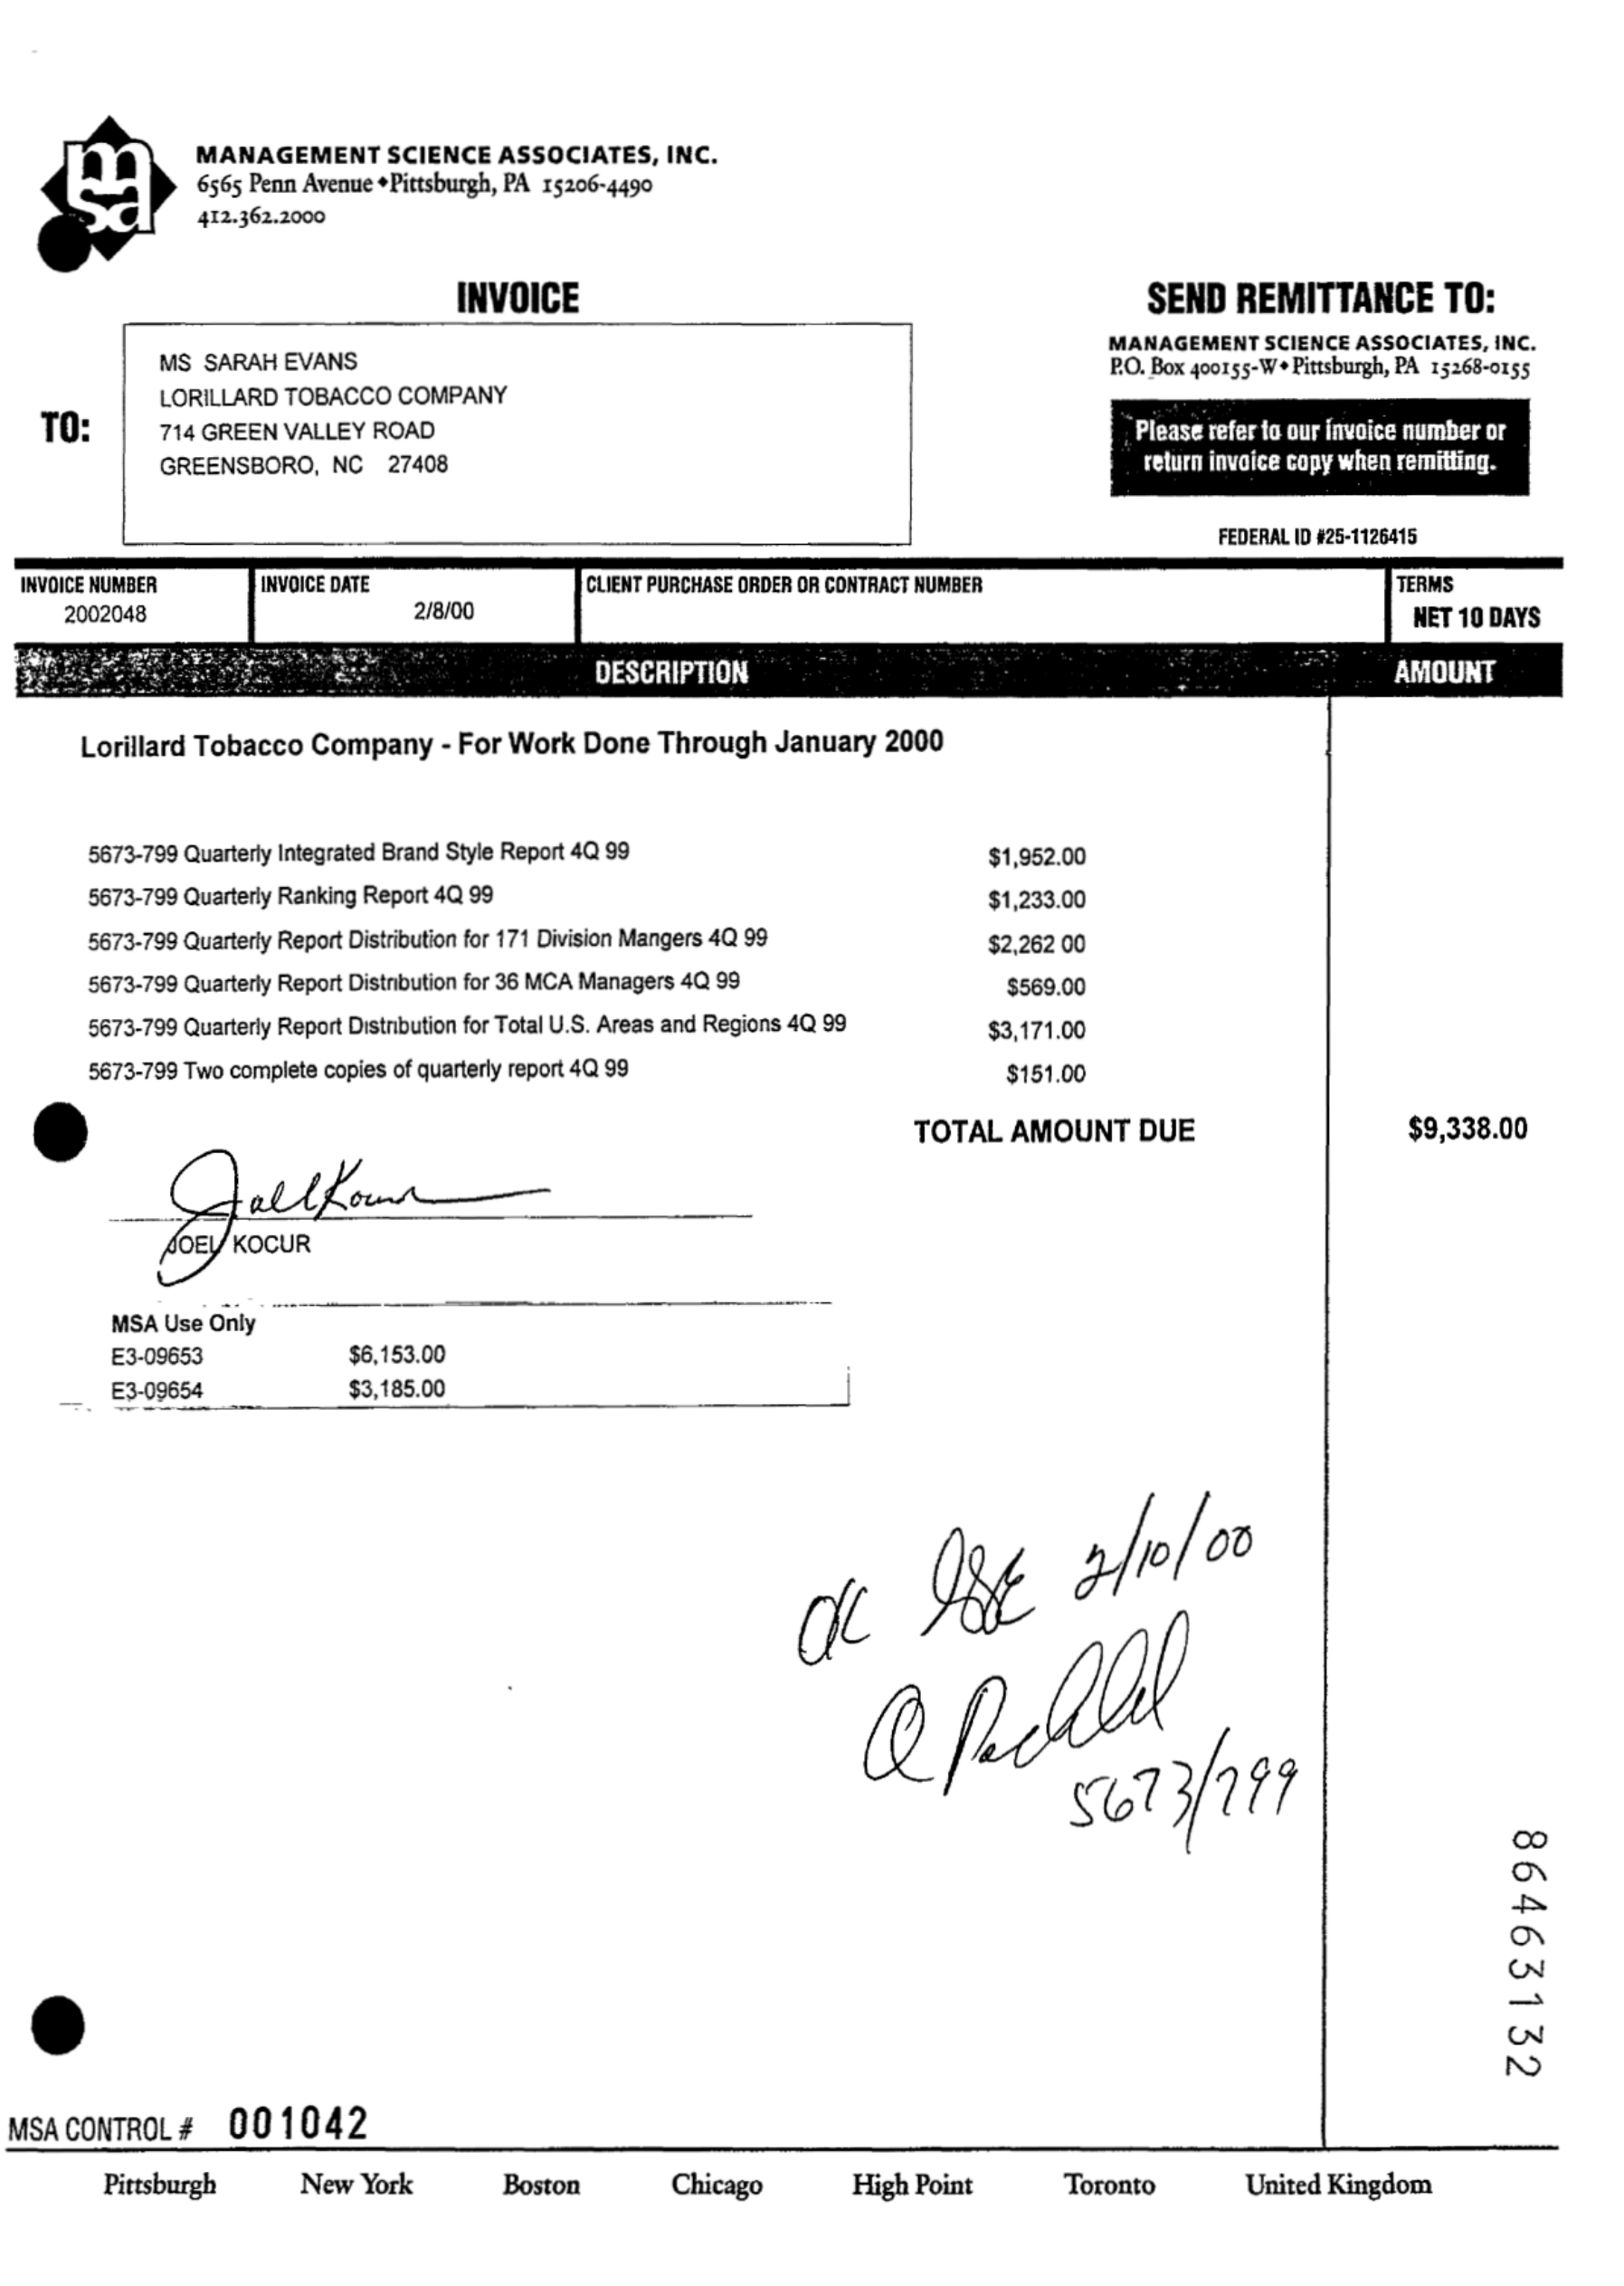 msa
MANAGEMENT SCIENCE ASSOCIATES, INC.
6565 Penn Avenue ♦ Pittsburgh, PA 15206-4490
412.362.2000
INVOICE
SEND REMITTANCE TO:
MANAGEMENT SCIENCE ASSOCIATES, INC.
P.O. Box 400155-W ♦ Pittsburgh, PA 15268-0155
TO:
MS SARAH EVANS
LORILLARD TOBACCO COMPANY
714 GREEN VALLEY ROAD
GREENSBORO, NC 27408
Please refer to our invoice number or
return invoice copy when remitting.
FEDERAL ID #25-1126415
INVOICE NUMBER INVOICE DATE CLIENT PURCHASE ORDER OR CONTRACT NUMBER TERMS
2002048 2/8/00 NET 10 DAYS
DESCRIPTION AMOUNT
Lorillard Tobacco Company - For Work Done Through January 2000
5673-799 Quarterly Integrated Brand Style Report 4Q 99 $1,952.00
5673-799 Quarterly Ranking Report 4Q 99 $1,233.00
5673-799 Quarterly Report Distribution for 171 Division Mangers 4Q 99 $2,262 00
5673-799 Quarterly Report Distribution for 36 MCA Managers 4Q 99 $569.00
5673-799 Quarterly Report Distribution for Total U.S. Areas and Regions 4Q 99 $3,171.00
5673-799 Two complete copies of quarterly report 4Q 99 $151.00
TOTAL AMOUNT DUE $9,338.00
Joel Kocur
JOEL KOCUR
MSA Use Only
E3-09653 $6,153.00
E3-09654 $3,185.00
OK 2/10/00
5673/799
86463132
MSA CONTROL # 001042
Pittsburgh New York Boston Chicago High Point Toronto United Kingdom